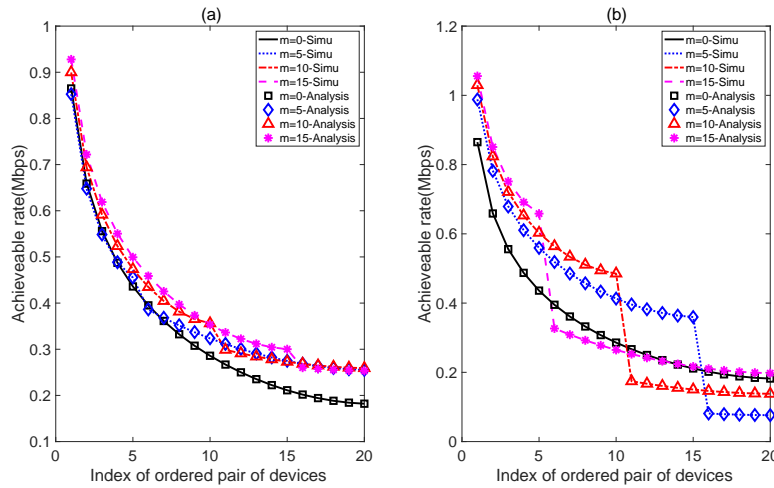 (a)
1
0.9
0.8
0.7
0.6
0.5
0.4
0.3
0.2
0.1
Achieveable rate(Mbps)
0 5 10 15 20
Index of ordered pair of devices
m=0-Simu
m=5-Simu
m=10-Simu
m=15-Simu
m=0-Analysis
m=5-Analysis
m=10-Analysis
m=15-Analysis
(b)
1.2
1
0.8
0.6
0.4
0.2
0
Achieveable rate(Mbps)
0 5 10 15 20
Index of ordered pair of devices
m=0-Simu
m=5-Simu
m=10-Simu
m=15-Simu
m=0-Analysis
m=5-Analysis
m=10-Analysis
m=15-Analysis